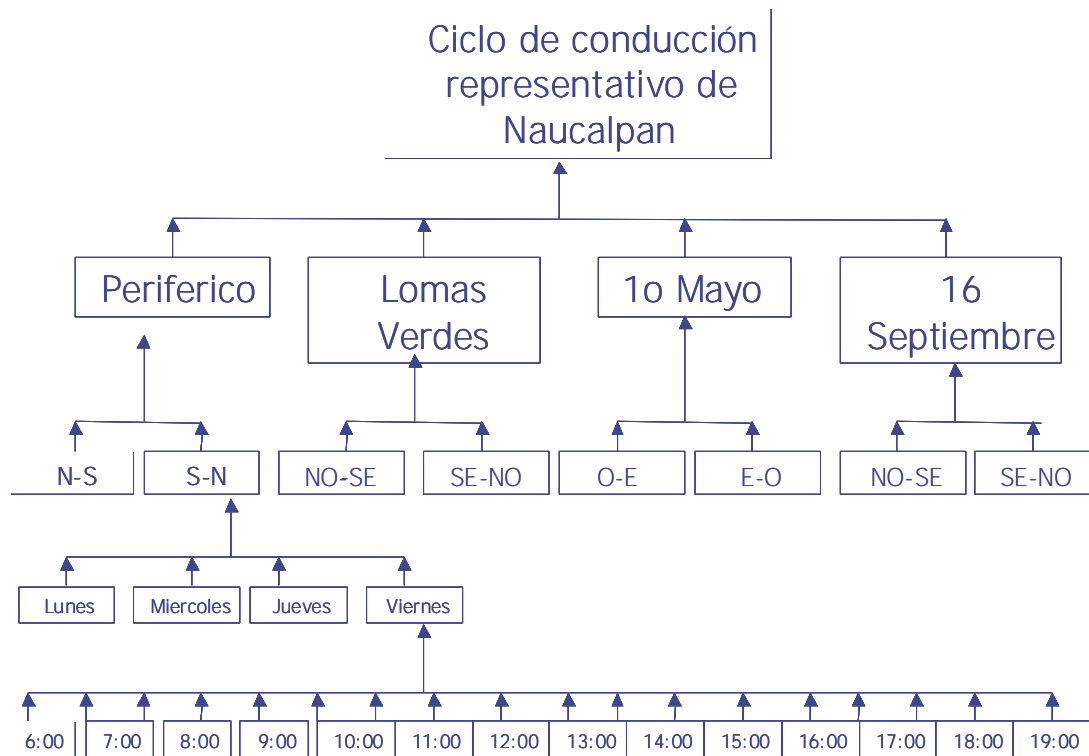 Ciclo de conducción
representativo de
Naucalpan
Periferico
Lomas
Verdes
1o Mayo
16
Septiembre
N-S
S-N
NO-SE
SE-NO
O-E
E-O
NO-SE
SE-NO
Lunes
Miercoles
Jueves
Viernes
6:00
7:00
8:00
9:00
10:00
11:00
12:00
13:00
14:00
15:00
16:00
17:00
18:00
19:00